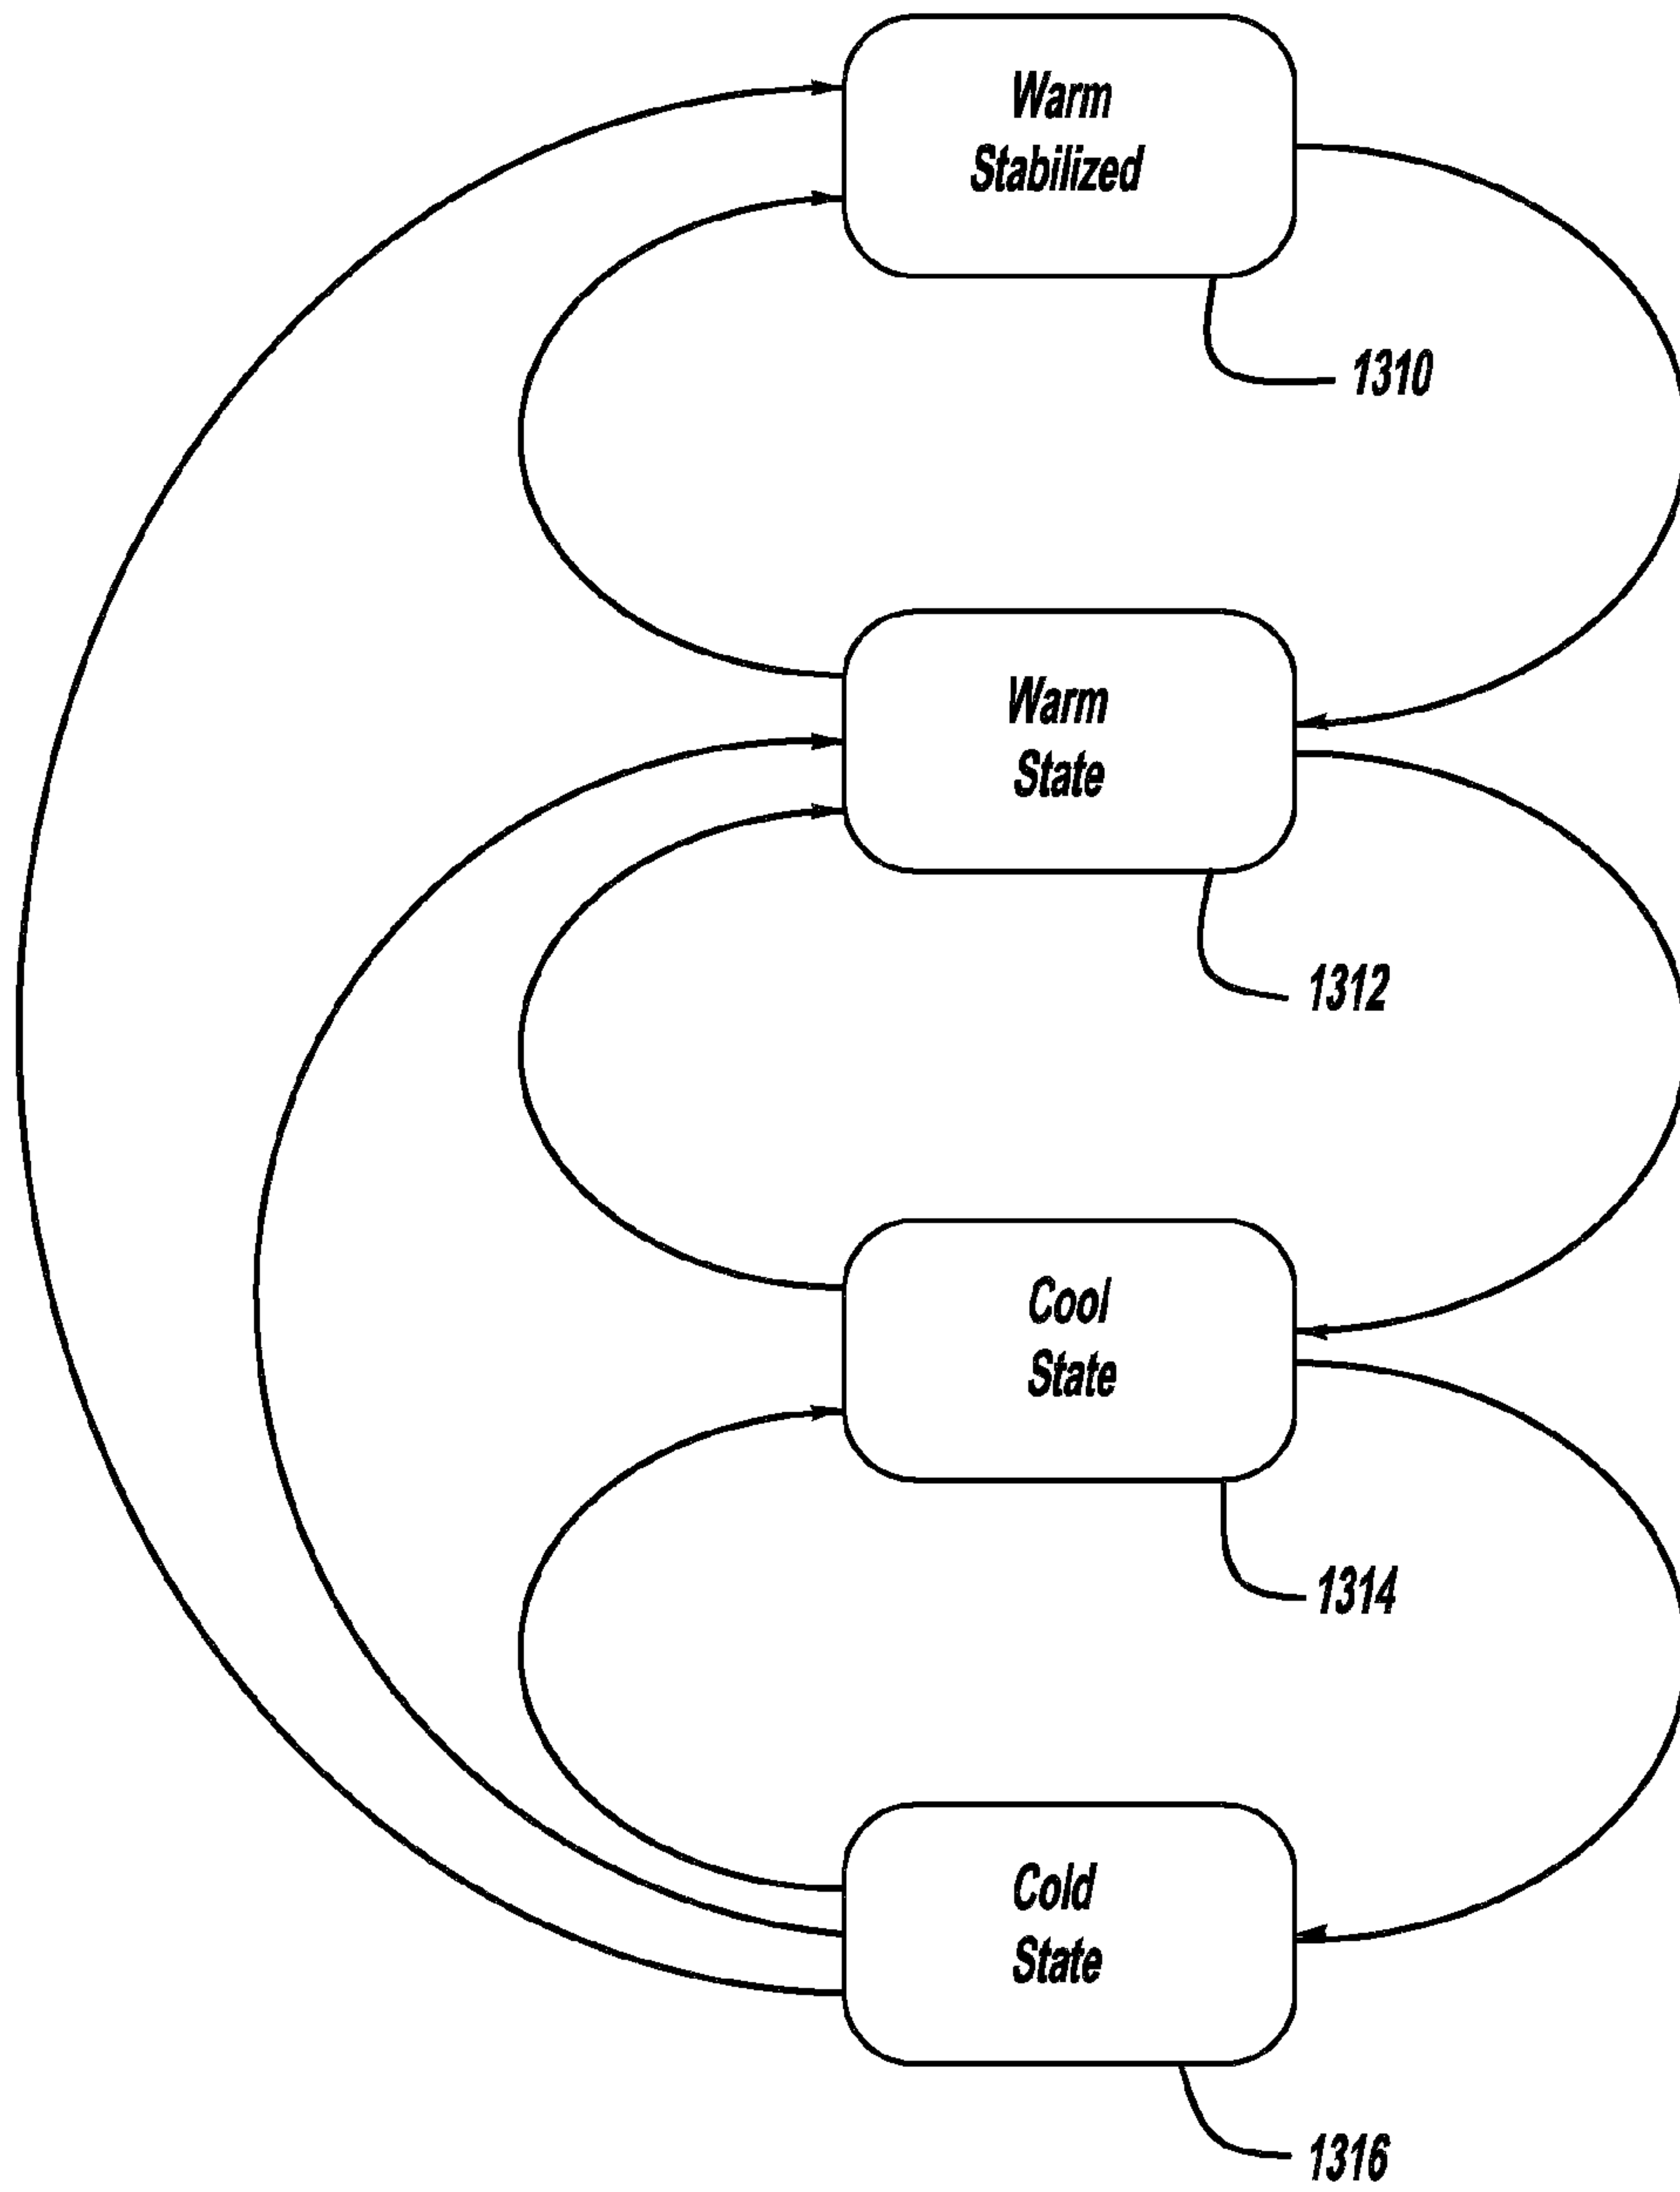 Warm
Stabilized
1310
Warm
State
1312
Cool
State
1314
Cold
State
1316